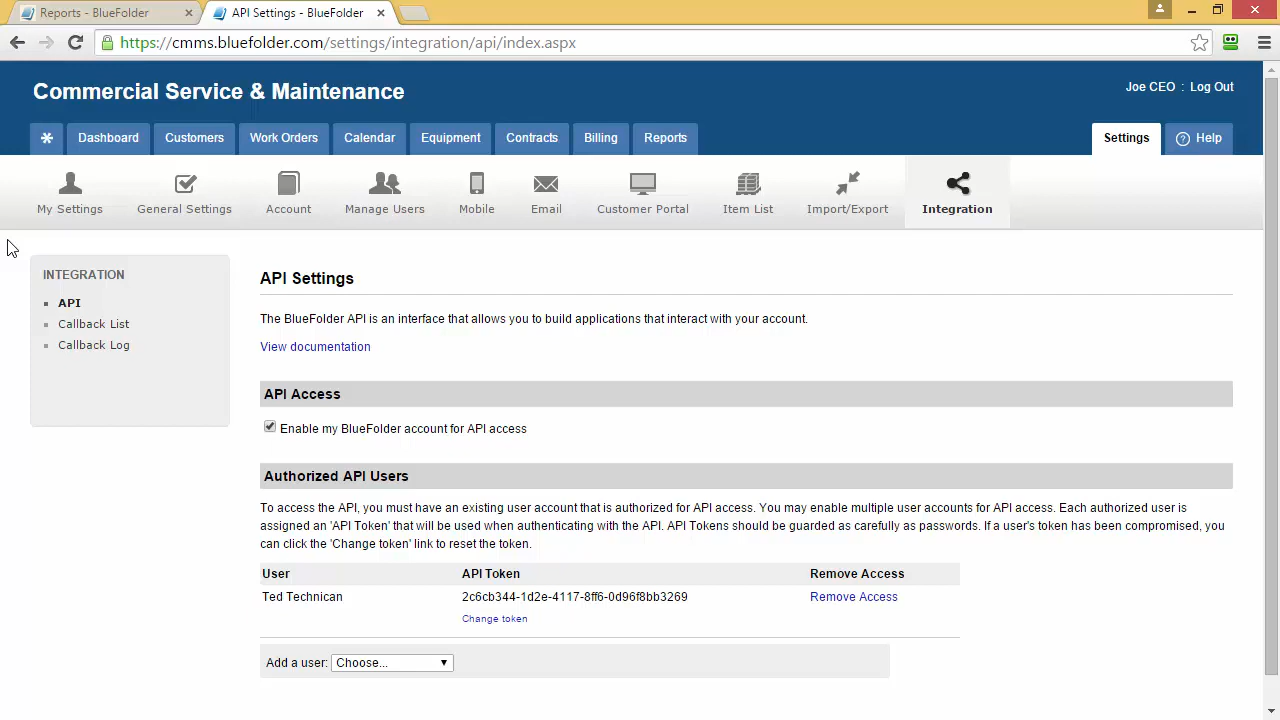 Reports - BlueFolder
API Settings - BlueFolder
https://cmms.bluefolder.com/settings/integration/api/index.aspx
Commercial Service & Maintenance
Joe CEO : Log Out
Dashboard Customers Work Orders Calendar Equipment Contracts Billing Reports Settings Help
My Settings General Settings Account Manage Users Mobile Email Customer Portal Item List Import/Export Integration
INTEGRATION
API
Callback List
Callback Log
API Settings
The BlueFolder API is an interface that allows you to build applications that interact with your account.
View documentation
API Access
Enable my BlueFolder account for API access
Authorized API Users
To access the API, you must have an existing user account that is authorized for API access. You may enable multiple user accounts for API access. Each authorized user is
assigned an 'API Token' that will be used when authenticating with the API. API Tokens should be guarded as carefully as passwords. If a user's token has been compromised, you
can click the 'Change token' link to reset the token.
User API Token Remove Access
Ted Technican 2c6cb344-1d2e-4117-8ff6-0d96f8bb3269 Remove Access
Change token
Add a user: Choose...